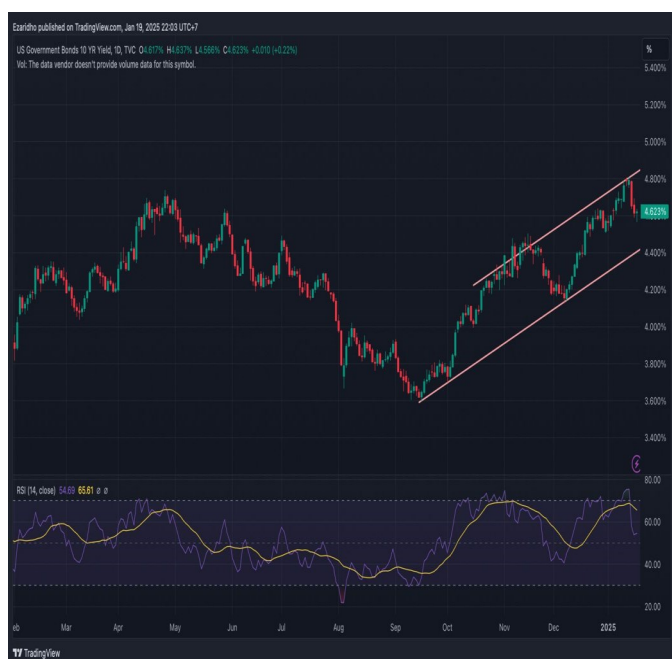 Ezaridho published on TradingView.com, Jan 19, 2025 22:03 UTC+7
US Government Bonds 10 YR Yield, 1D, TVC O4.617% H4.637% L4.566% C4.623% +0.010 (+0.22%)
%
Vol: The data vendor doesn't provide volume data for this symbol.
5.400%
5.200%
5.000%
4.800%
4.623%
4.400%
4.200%
4.000%
3.800%
3.600%
3.400%
RSI (14, close) 54.69 65.61 ø ø
80.00
60.00
40.00
20.00
eb Mar Apr May Jun Jul Aug Sep Oct Nov Dec 2025
TradingView